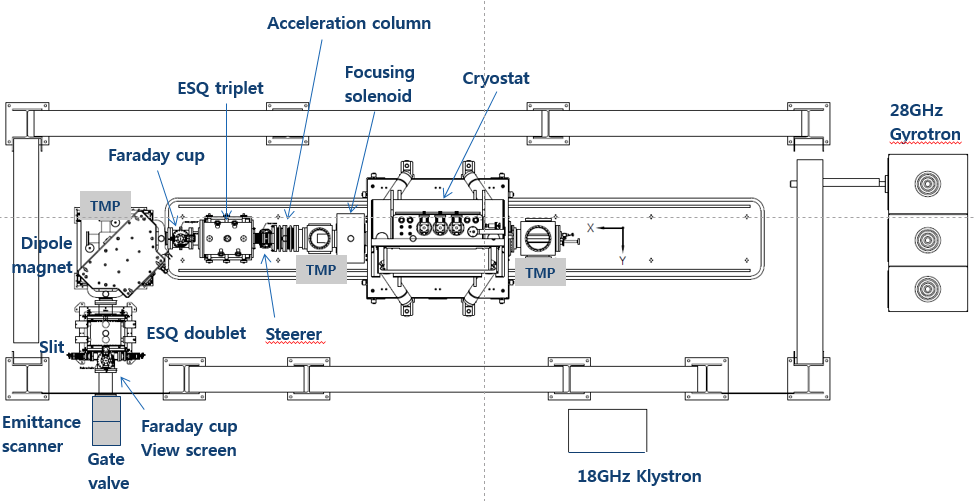 Acceleration column
Focusing
solenoid
Cryostat
ESQ triplet
28GHz
Gyrotron
Faraday cup
TMP
Dipole
magnet
X
Y
TMP
TMP
ESQ doublet
Steerer
Slit
Emittance
scanner
Faraday cup
View screen
Gate
valve
18GHz Klystron